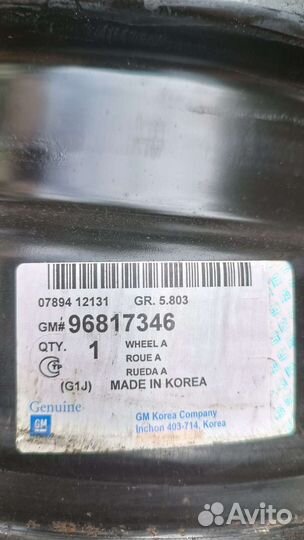 07894 12131 GR. 5.803
GM# 96817346
QTY. 1 WHEEL A
ROUE A
RUEDA A
(G1J) MADE IN KOREA
Genuine
GM
GM Korea Company
Inchon 403-714, Korea
Avito